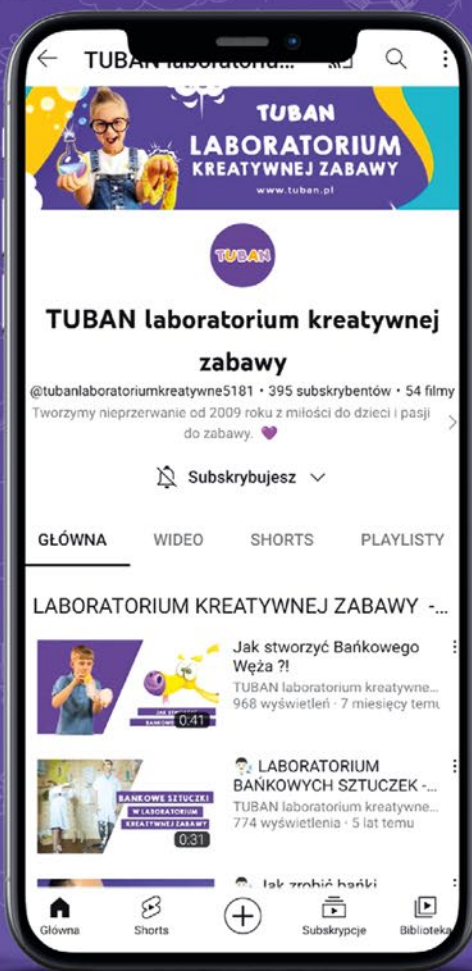 TUBAN laboratoriu...
TUBAN
LABORATORIUM
KREATYWNEJ ZABAWY
www.tuban.pl
TUBAN
TUBAN laboratorium kreatywnej
zabawy
@tubanlaboratoriumkreatywne5181 • 395 subskrybentów • 54 filmy
Tworzymy nieprzerwanie od 2009 roku z miłości do dzieci i pasji
do zabawy. 💜
Subskrybujesz
GŁÓWNA WIDEO SHORTS PLAYLISTY
LABORATORIUM KREATYWNEJ ZABAWY -...
Jak stworzyć Bańkowego
Węża ?!
TUBAN laboratorium kreatywne...
968 wyświetleń · 7 miesięcy temu
0:41
LABORATORIUM
BAŃKOWYCH SZTUCZEK -...
TUBAN laboratorium kreatywne...
774 wyświetlenia · 5 lat temu
BAŃKOWE SZTUCZKI
W LABORATORIUM
KREATYWNEJ ZABAWY
0:31
Jak zrobić bańki
Główna Shorts Subskrypcje Biblioteka